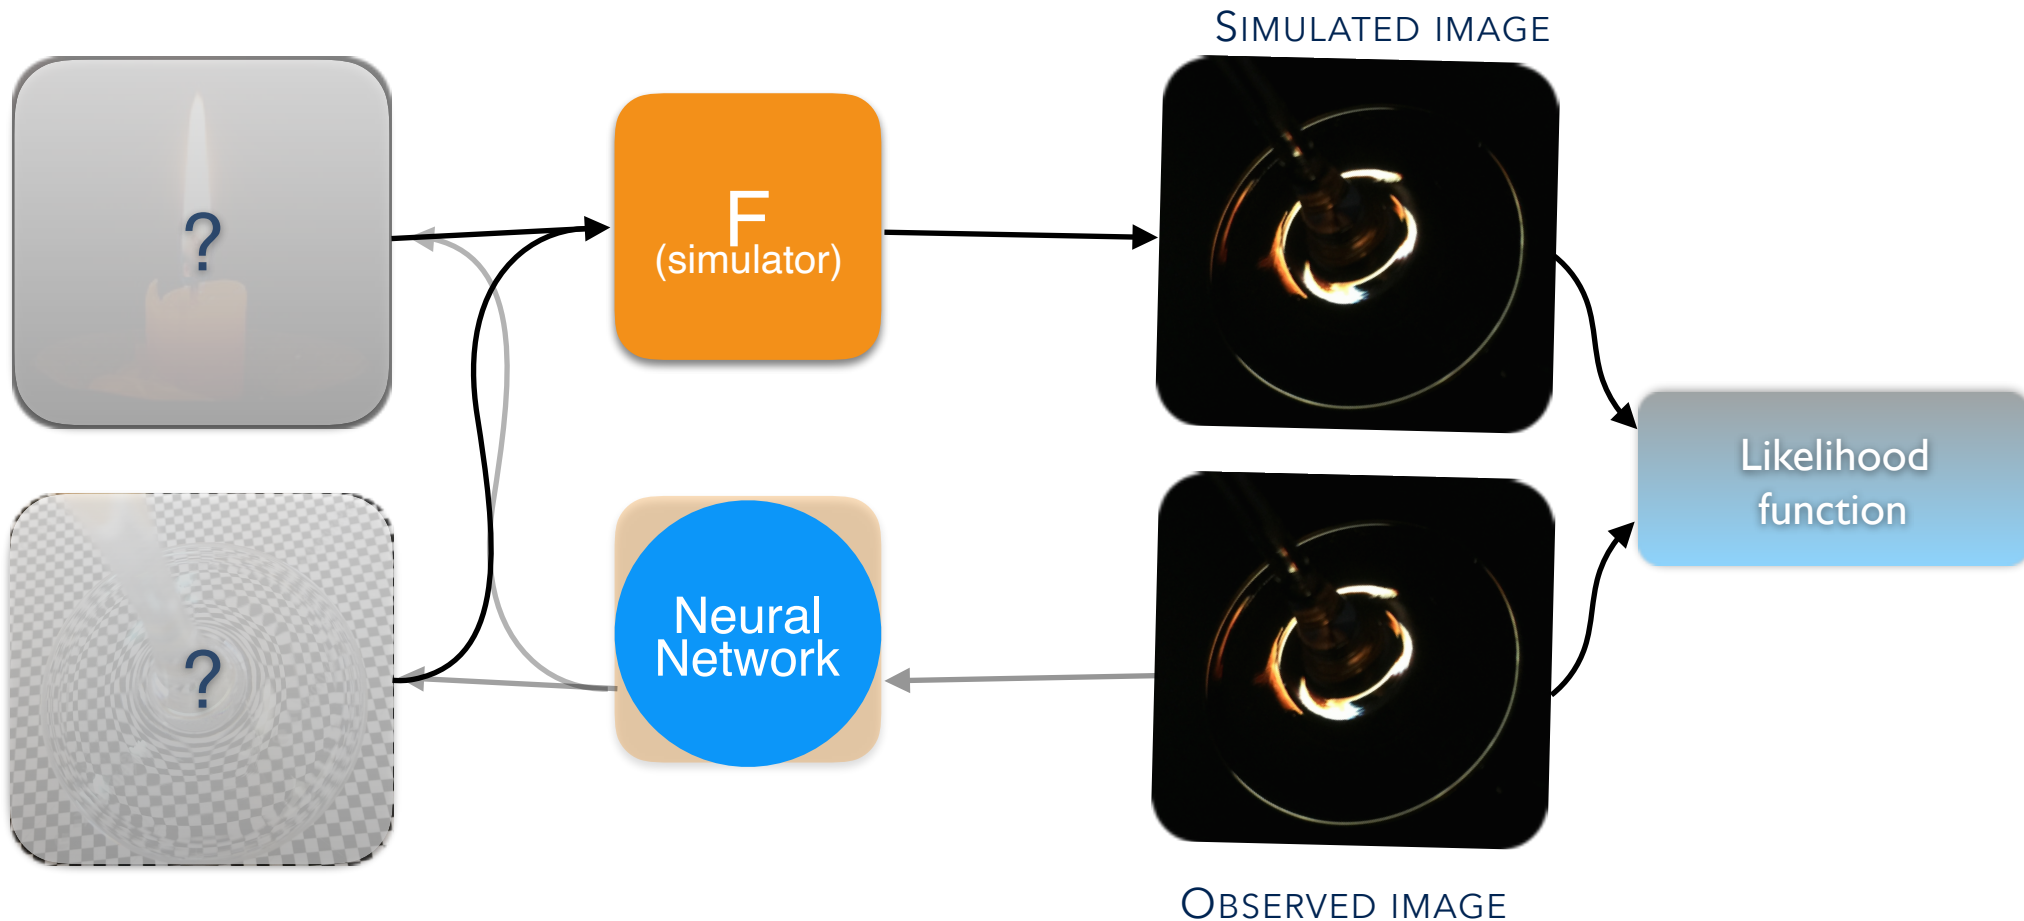 SIMULATED IMAGE
?
F
(simulator)
Likelihood
function
?
Neural
Network
OBSERVED IMAGE